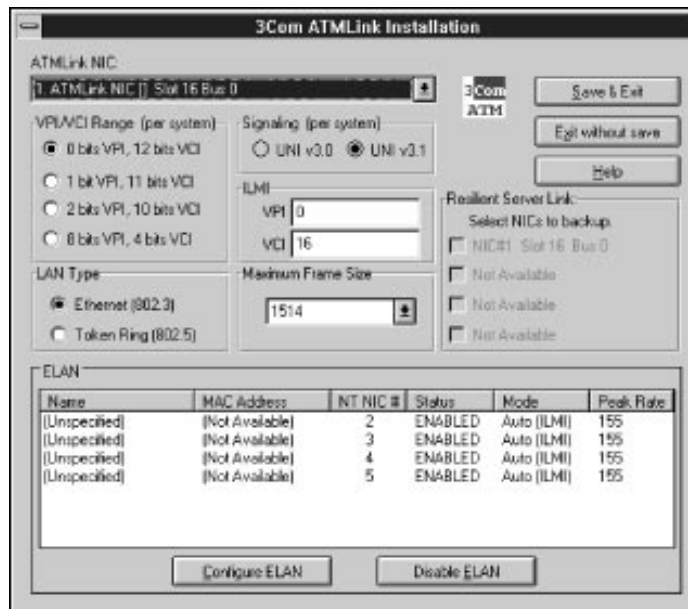 3Com ATMLink Installation
ATMLink NIC:
1. ATMLink NIC [] Slot 16 Bus 0
3Com
ATM
Save & Exit
Exit without save
Help
VPI/VCI Range (per system)
0 bits VPI, 12 bits VCI
1 bit VPI, 11 bits VCI
2 bits VPI, 10 bits VCI
8 bits VPI, 4 bits VCI
Signaling (per system)
UNI v3.0
UNI v3.1
ILMI
VPI 0
VCI 16
Resilient Server Link:
Select NICs to backup.
NIC#1 Slot 16 Bus 0
Not Available
Not Available
Not Available
LAN Type
Ethernet (802.3)
Token Ring (802.5)
Maximum Frame Size
1514
ELAN
Name MAC Address NT NIC # Status Mode Peak Rate
(Unspecified) (Not Available) 2 ENABLED Auto (ILMI) 155
(Unspecified) (Not Available) 3 ENABLED Auto (ILMI) 155
(Unspecified) (Not Available) 4 ENABLED Auto (ILMI) 155
(Unspecified) (Not Available) 5 ENABLED Auto (ILMI) 155
Configure ELAN
Disable ELAN